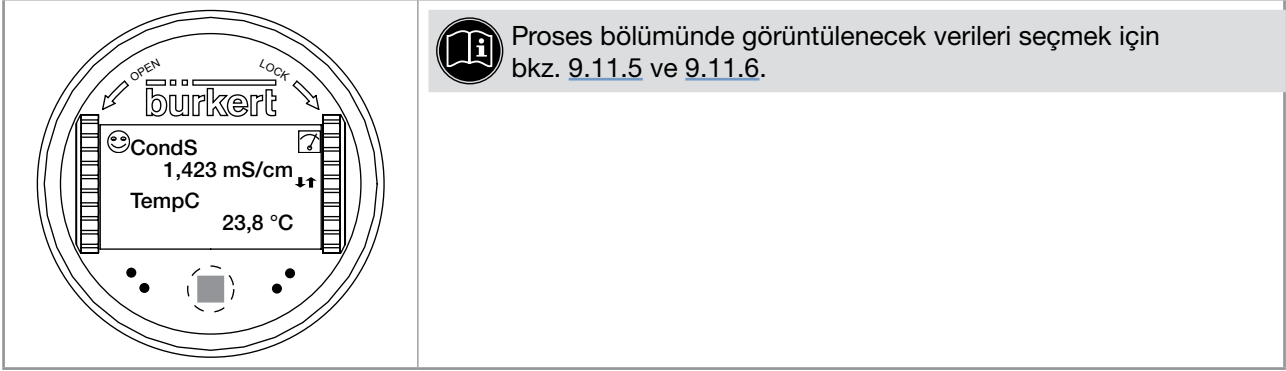 OPEN
LOCK
bürkert
CondS
1,423 mS/cm
TempC
23,8 °C
Proses bölümünde görüntülenecek verileri seçmek için
bkz. 9.11.5 ve 9.11.6.